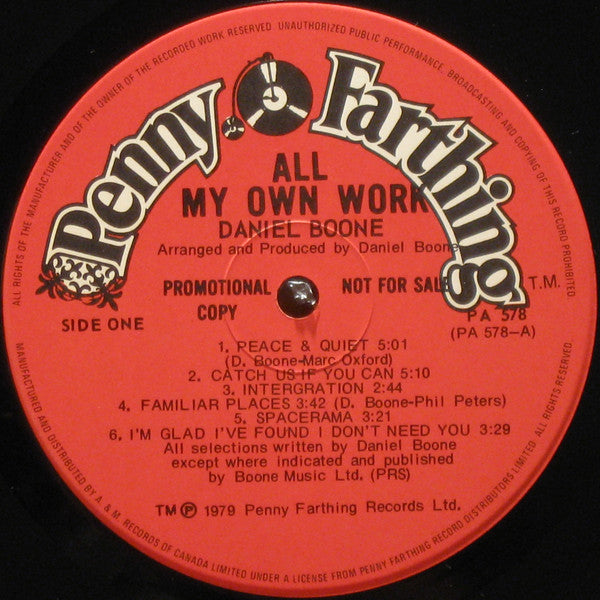 ALL RIGHTS OF THE MANUFACTURER AND OF THE OWNER OF THE RECORDED WORK RESERVED UNAUTHORIZED PUBLIC PERFORMANCE, BROADCASTING AND COPYING OF THIS RECORD PROHIBITED
Penny Farthing
ALL
MY OWN WORK
DANIEL BOONE
Arranged and Produced by Daniel Boone
PROMOTIONAL NOT FOR SALE T.M.
COPY
SIDE ONE
PA 578
(PA 578-A)
1. PEACE & QUIET 5:01
(D. Boone-Marc Oxford)
2. CATCH US IF YOU CAN 5:10
3. INTERGRATION 2:44
4. FAMILIAR PLACES 3:42 (D. Boone-Phil Peters)
5. SPACERAMA 3:21
6. I'M GLAD I'VE FOUND I DON'T NEED YOU 3:29
All selections written by Daniel Boone
except where indicated and published
by Boone Music Ltd. (PRS)
TM Ⓟ 1979 Penny Farthing Records Ltd.
MANUFACTURED AND DISTRIBUTED BY A. & M. RECORDS OF CANADA LIMITED UNDER A LICENSE FROM PENNY FARTHING RECORD DISTRIBUTORS LIMITED, ENGLAND.